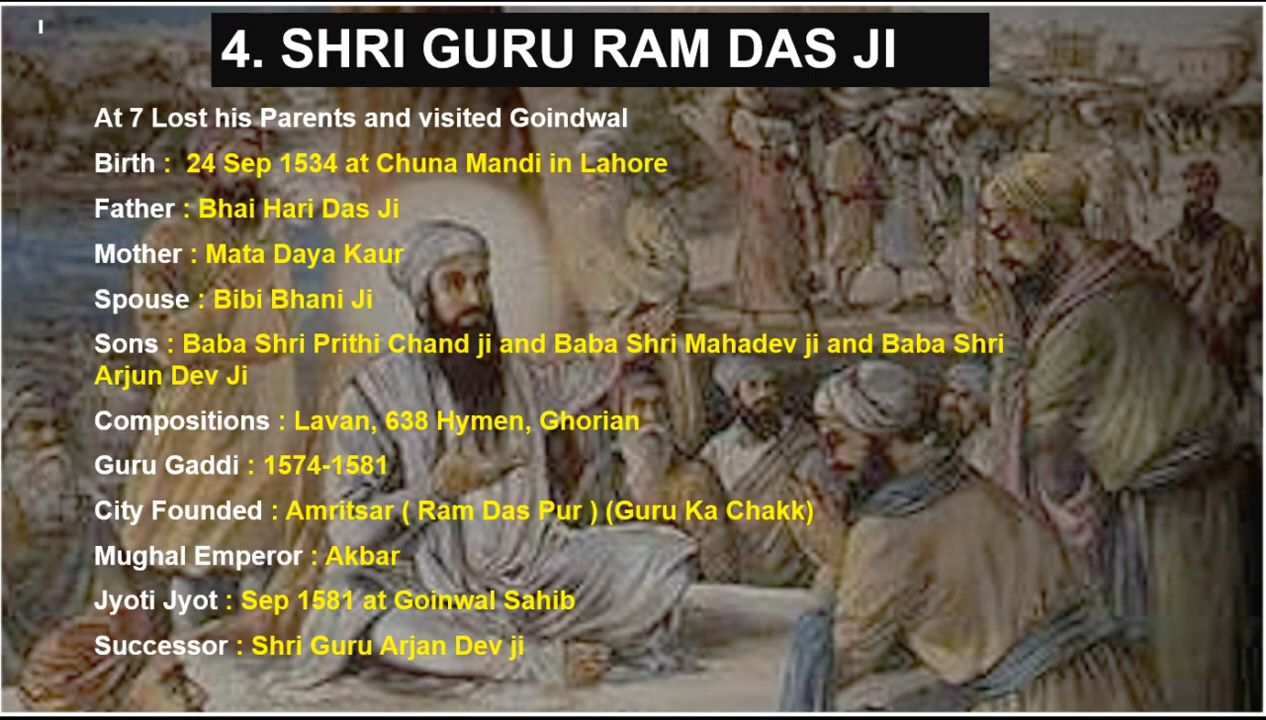 I
4. SHRI GURU RAM DAS JI
At 7 Lost his Parents and visited Goindwal
Birth : 24 Sep 1534 at Chuna Mandi in Lahore
Father : Bhai Hari Das Ji
Mother : Mata Daya Kaur
Spouse : Bibi Bhani Ji
Sons : Baba Shri Prithi Chand ji and Baba Shri Mahadev ji and Baba Shri
Arjun Dev Ji
Compositions : Lavan, 638 Hymen, Ghorian
Guru Gaddi : 1574-1581
City Founded : Amritsar ( Ram Das Pur ) (Guru Ka Chakk)
Mughal Emperor : Akbar
Jyoti Jyot : Sep 1581 at Goinwal Sahib
Successor : Shri Guru Arjan Dev ji